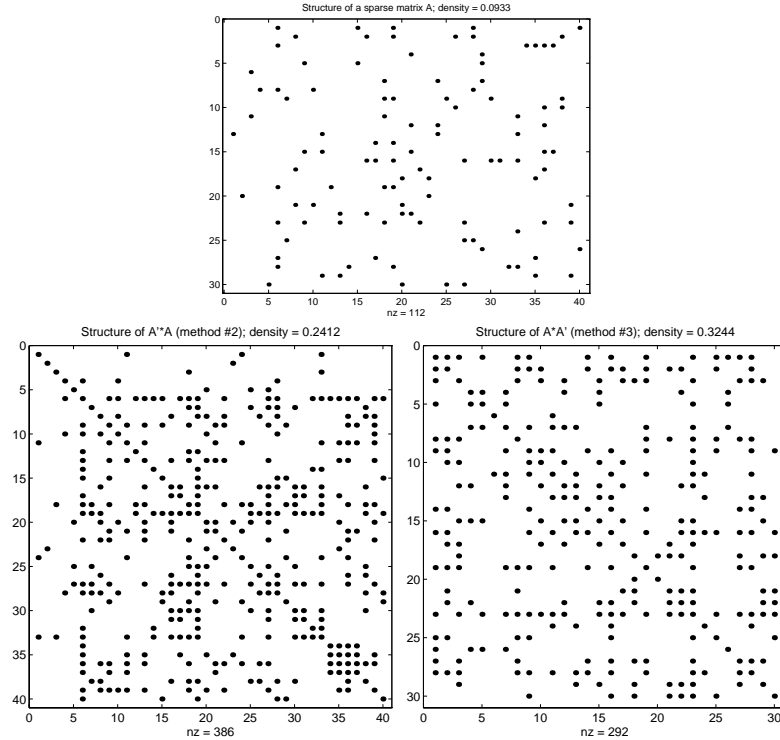 Structure of a sparse matrix A; density = 0.0933
0
5
10
15
20
25
30
0 5 10 15 20 25 30 35 40
nz = 112
Structure of A'*A (method #2); density = 0.2412
0
5
10
15
20
25
30
35
40
0 5 10 15 20 25 30 35 40
nz = 386
Structure of A*A' (method #3); density = 0.3244
0
5
10
15
20
25
30
0 5 10 15 20 25 30
nz = 292